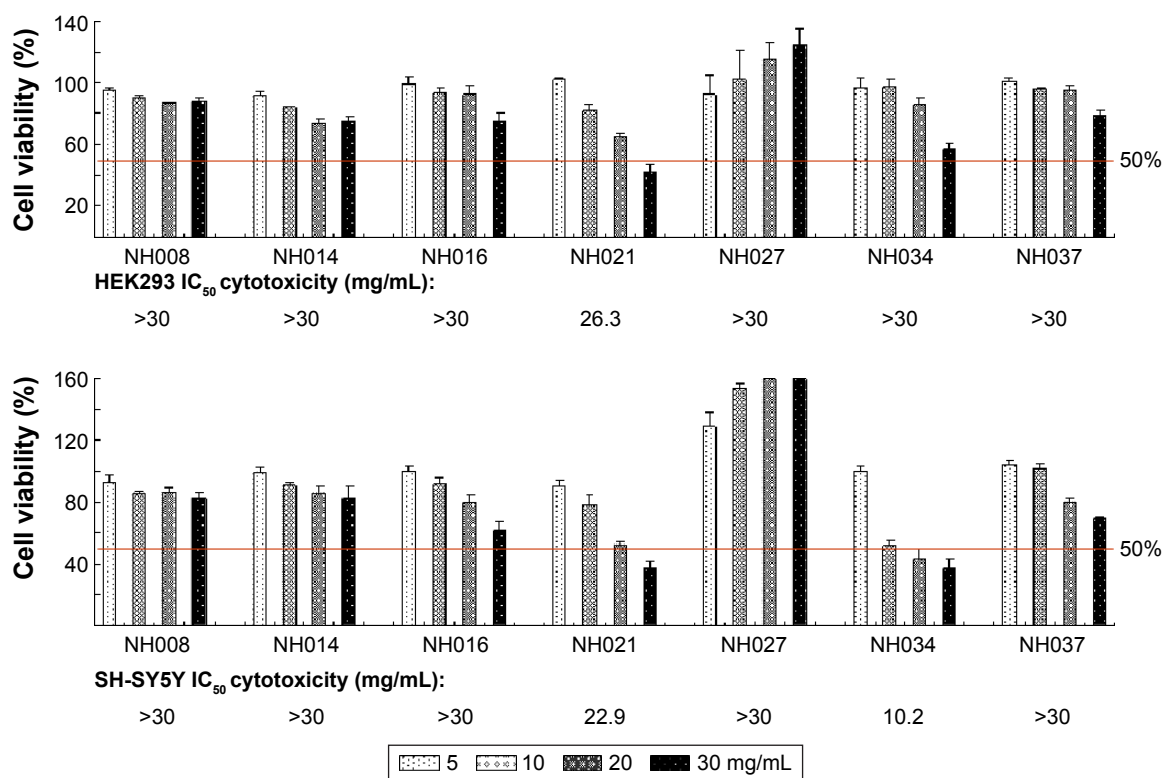 140
100
60
20
Cell viability (%)
50%
NH008 NH014 NH016 NH021 NH027 NH034 NH037
HEK293 IC50 cytotoxicity (mg/mL):
>30 >30 >30 26.3 >30 >30 >30
160
120
80
40
Cell viability (%)
50%
NH008 NH014 NH016 NH021 NH027 NH034 NH037
SH-SY5Y IC50 cytotoxicity (mg/mL):
>30 >30 >30 22.9 >30 10.2 >30
5 10 20 30 mg/mL